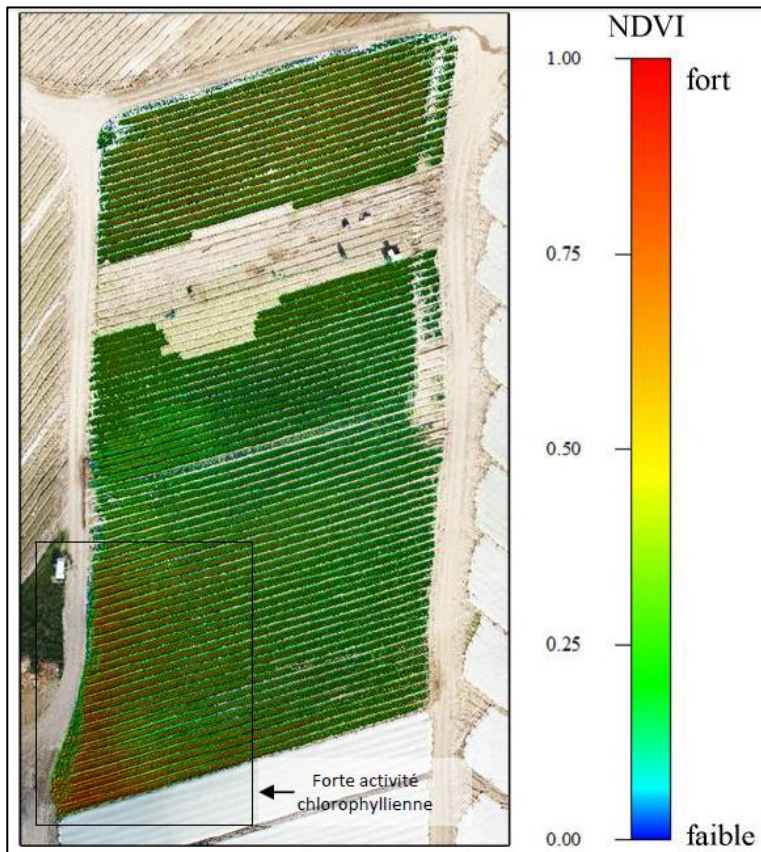 NDVI
1.00
fort
0.75
0.50
0.25
0.00
faible
Forte activité
chlorophyllienne